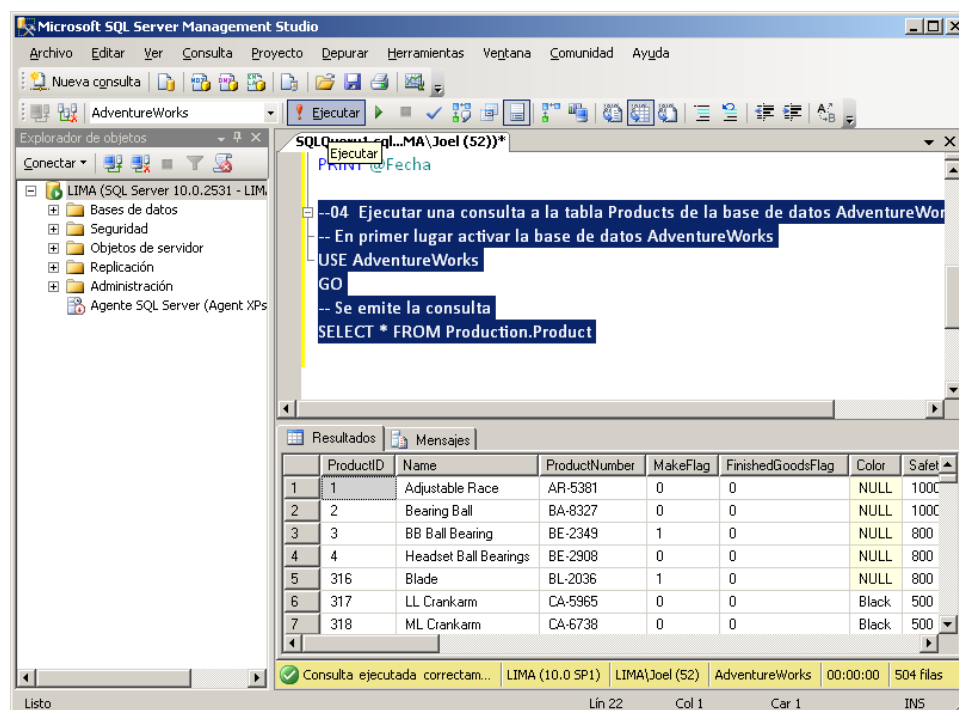 Microsoft SQL Server Management Studio
Archivo Editar Ver Consulta Proyecto Depurar Herramientas Ventana Comunidad Ayuda
Nueva consulta
AdventureWorks Ejecutar
Explorador de objetos
Conectar
LIMA (SQL Server 10.0.2531 - LIM
Bases de datos
Seguridad
Objetos de servidor
Replicación
Administración
Agente SQL Server (Agent XPs
SQLQuery1.sql...MA\Joel (52))*
Ejecutar
PRINT @Fecha
--04 Ejecutar una consulta a la tabla Products de la base de datos AdventureWor
-- En primer lugar activar la base de datos AdventureWorks
USE AdventureWorks
GO
-- Se emite la consulta
SELECT * FROM Production.Product
Resultados Mensajes
ProductID Name ProductNumber MakeFlag FinishedGoodsFlag Color Safet
1 1 Adjustable Race AR-5381 0 0 NULL 1000
2 2 Bearing Ball BA-8327 0 0 NULL 1000
3 3 BB Ball Bearing BE-2349 1 0 NULL 800
4 4 Headset Ball Bearings BE-2908 0 0 NULL 800
5 316 Blade BL-2036 1 0 NULL 800
6 317 LL Crankarm CA-5965 0 0 Black 500
7 318 ML Crankarm CA-6738 0 0 Black 500
Consulta ejecutada correctam... LIMA (10.0 SP1) LIMA\Joel (52) AdventureWorks 00:00:00 504 filas
Listo Lín 22 Col 1 Car 1 INS